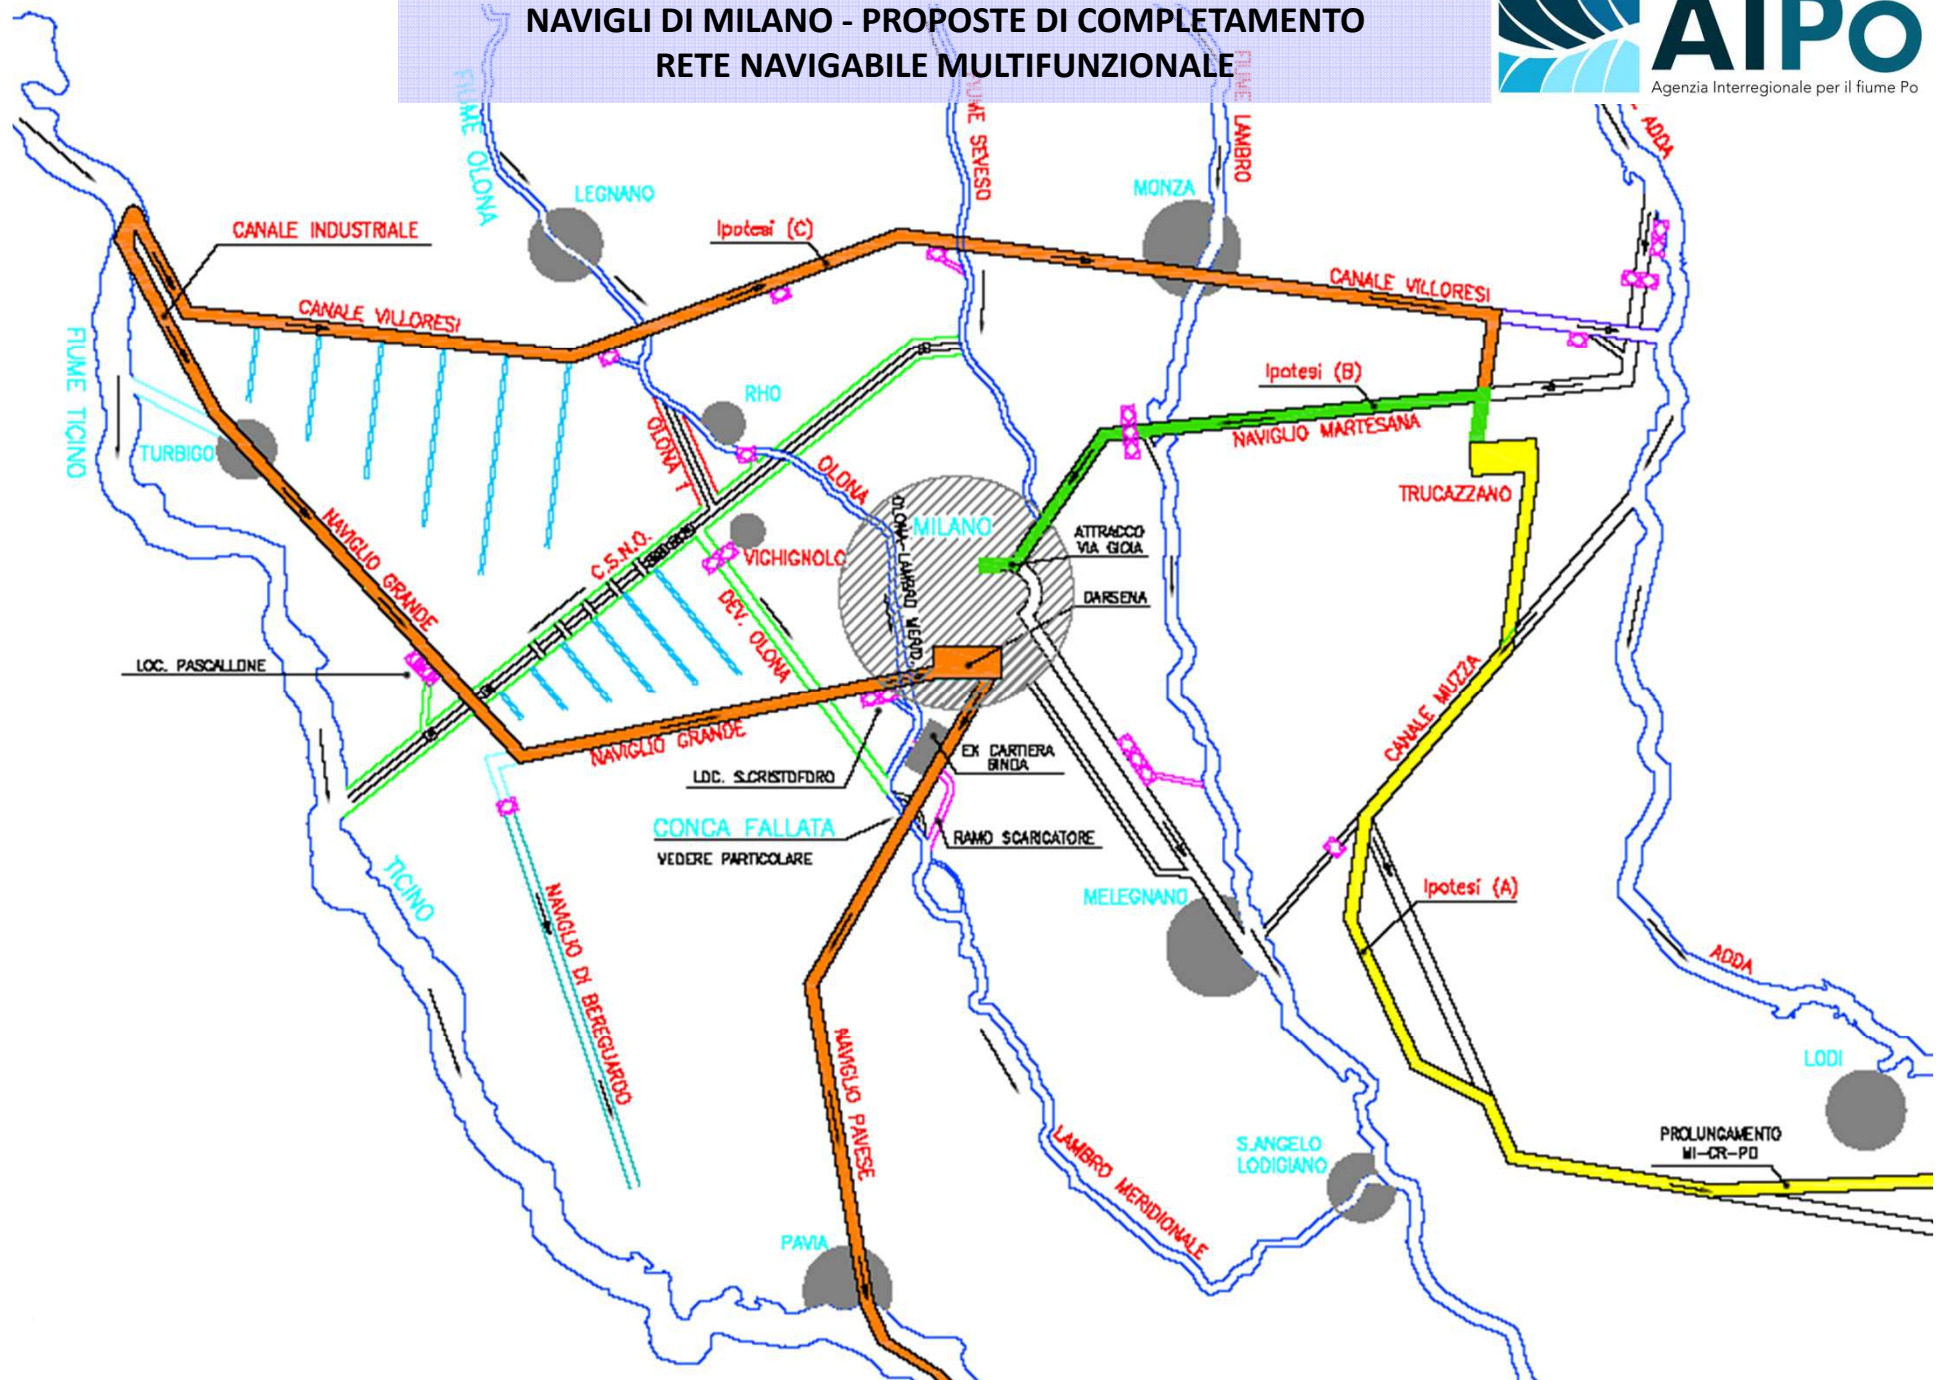 NAVIGLI DI MILANO - PROPOSTE DI COMPLETAMENTO
RETE NAVIGABILE MULTIFUNZIONALE
AIPO
Agenzia Interregionale per il fiume Po
FIUME OLONA
FIUME SEVESO
FIUME LAMBRO
ADDA
LEGNANO
MONZA
CANALE INDUSTRIALE
Ipotesi (C)
CANALE VILLORESI
CANALE VILLORESI
FIUME TICINO
Ipotesi (B)
RHO
NAVIGLIO MARTESANA
TURBIGO
OLONA 1
OLONA
TRUCAZZANO
NAVIGLIO GRANDE
MILANO
OLONA-LAMBRO MERID.
ATTRACCO
VIA GIOIA
C.S.N.O.
VICHIGNOLO
DEV. OLONA
DARSENA
LOC. PASCALLONE
CANALE MUZZA
NAVIGLIO GRANDE
LOC. S.CRISTOFORO
EX CARTIERA
BINDA
CONCA FALLATA
VEDERE PARTICOLARE
RAMO SCARICATORE
TICINO
NAVIGLIO DI BEREGUARDO
MELEGNANO
Ipotesi (A)
ADDA
LODI
NAVIGLIO PAVESE
LAMBRO MERIDIONALE
S.ANGELO
LODIGIANO
PROLUNGAMENTO
MI-CR-PO
PAVIA